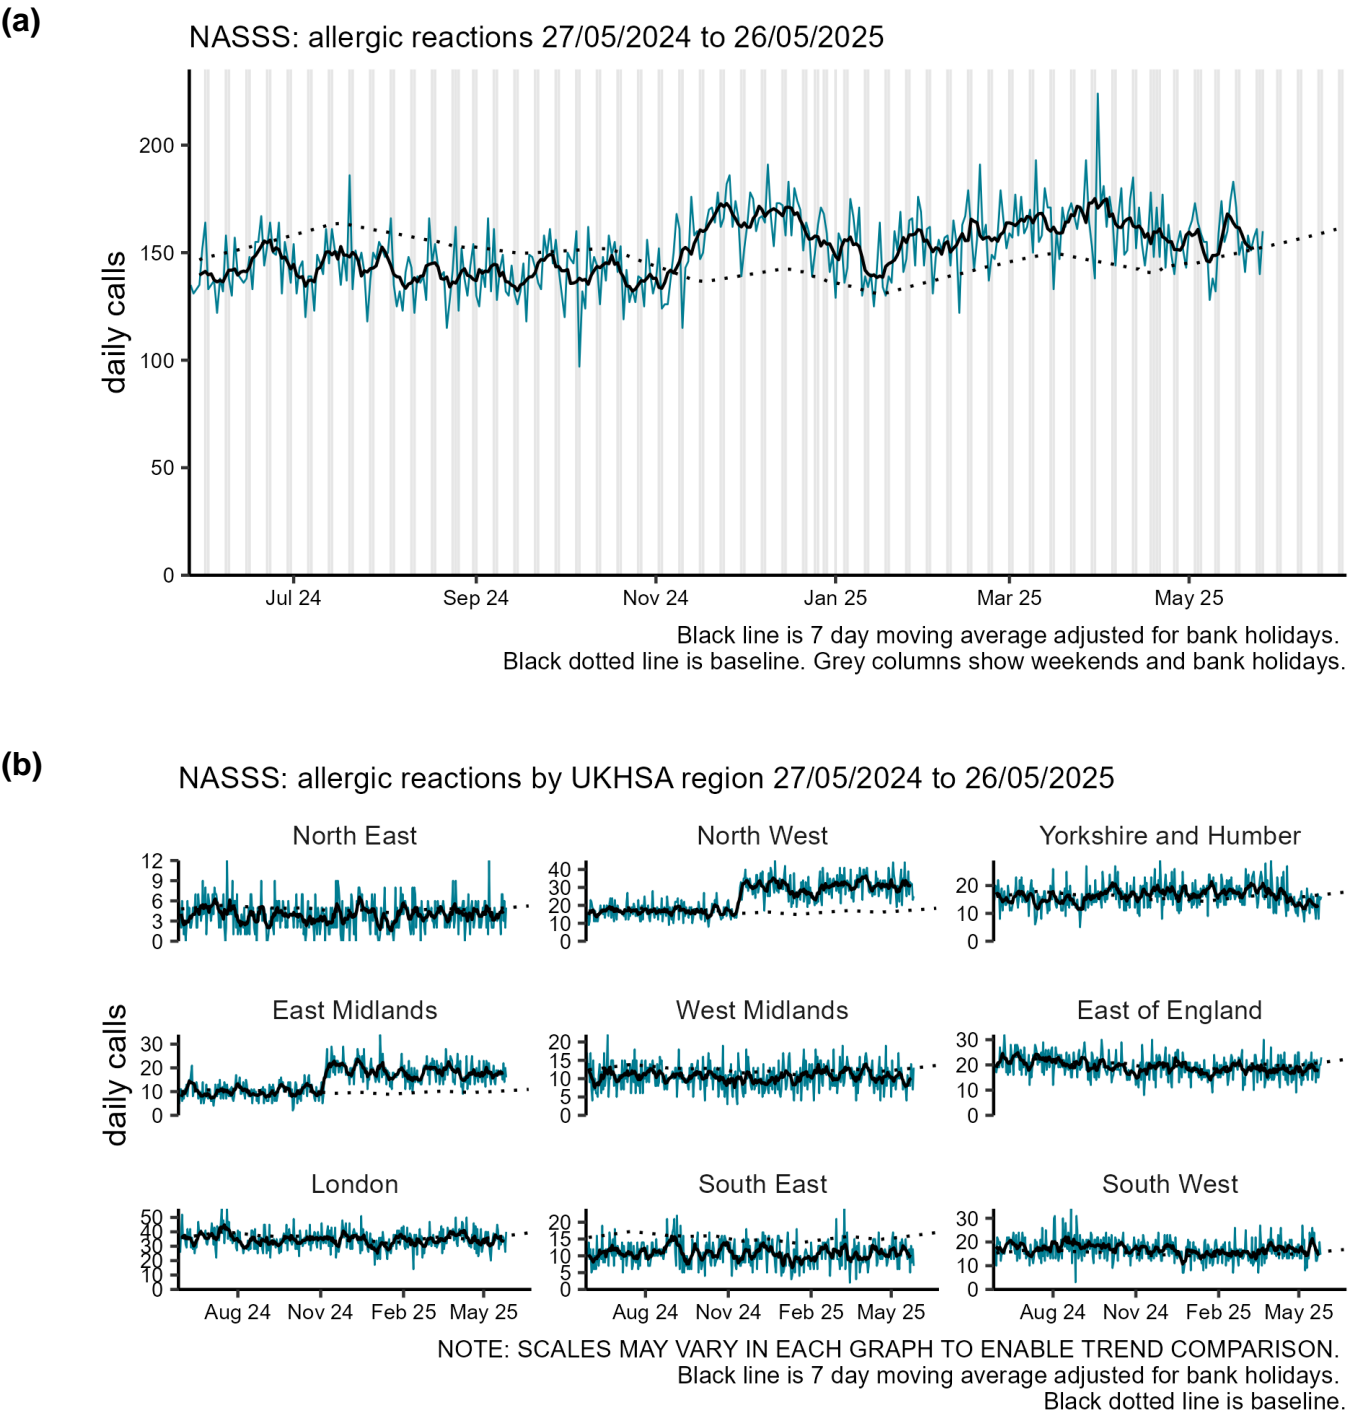 (a)
NASSS: allergic reactions 27/05/2024 to 26/05/2025
daily calls
200
150
100
50
0
Jul 24 Sep 24 Nov 24 Jan 25 Mar 25 May 25
Black line is 7 day moving average adjusted for bank holidays.
Black dotted line is baseline. Grey columns show weekends and bank holidays.
(b)
NASSS: allergic reactions by UKHSA region 27/05/2024 to 26/05/2025
daily calls
North East
12
9
6
3
0
North West
40
30
20
10
0
Yorkshire and Humber
20
10
0
East Midlands
30
20
10
0
West Midlands
20
15
10
5
0
East of England
30
20
10
0
London
50
40
30
20
10
0
South East
20
15
10
5
0
South West
30
20
10
0
Aug 24 Nov 24 Feb 25 May 25
Aug 24 Nov 24 Feb 25 May 25
Aug 24 Nov 24 Feb 25 May 25
NOTE: SCALES MAY VARY IN EACH GRAPH TO ENABLE TREND COMPARISON.
Black line is 7 day moving average adjusted for bank holidays.
Black dotted line is baseline.